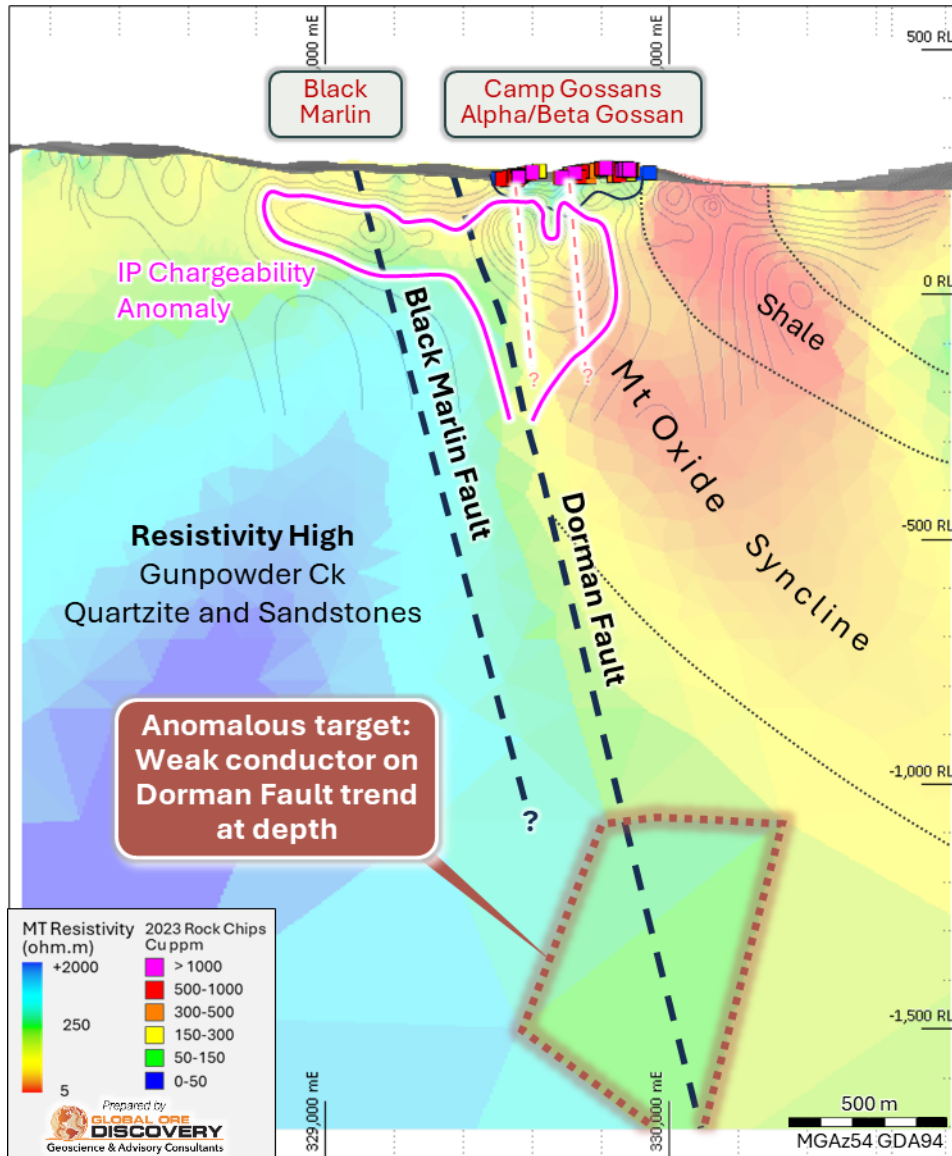 ,000 mE
,000 mE
500 RL
Black
Marlin
Camp Gossans
Alpha/Beta Gossan
IP Chargeability
Anomaly
0 RL
Shale
Black Marlin Fault
?
?
Mt Oxide Syncline
-500 RL
Dorman Fault
Resistivity High
Gunpowder Ck
Quartzite and Sandstones
Anomalous target:
Weak conductor on
Dorman Fault trend
at depth
-1,000 RL
?
MT Resistivity
(ohm.m)
+2000
250
5
2023 Rock Chips
Cu ppm
> 1000
500-1000
300-500
150-300
50-150
0-50
Prepared by
GLOBAL ORE
DISCOVERY
Geoscience & Advisory Consultants
329,000 mE
330,000 mE
-1,500 RL
500 m
MGAz54 GDA94